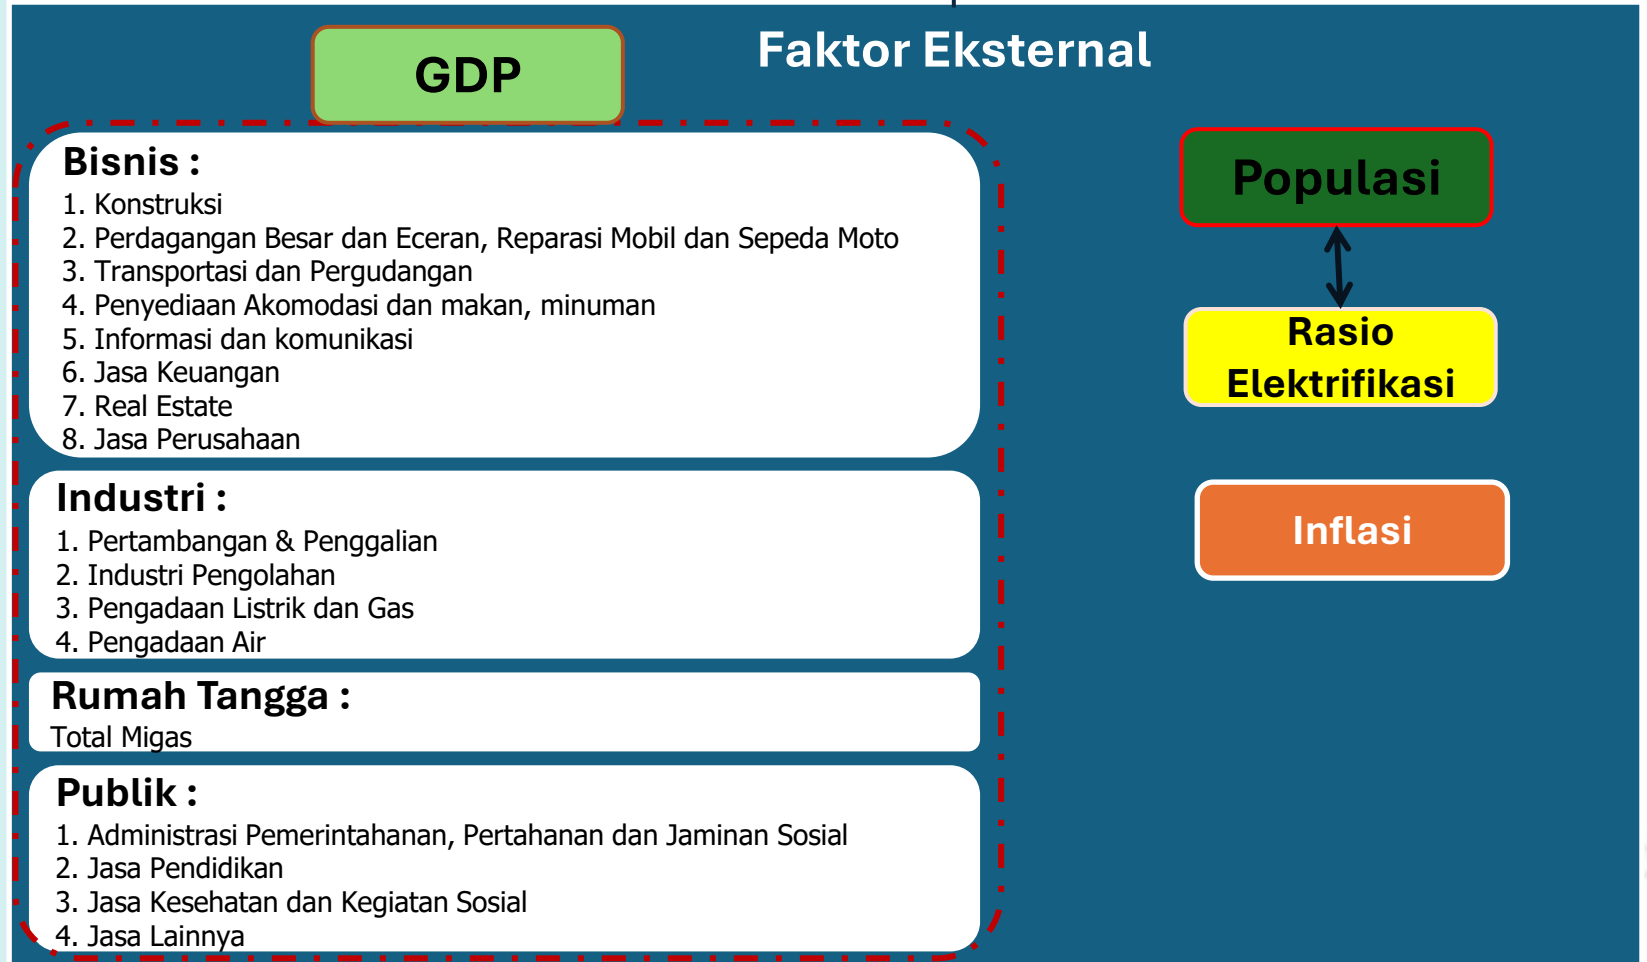 Faktor Eksternal
GDP
Bisnis :
1. Konstruksi
2. Perdagangan Besar dan Eceran, Reparasi Mobil dan Sepeda Moto
3. Transportasi dan Pergudangan
4. Penyediaan Akomodasi dan makan, minuman
5. Informasi dan komunikasi
6. Jasa Keuangan
7. Real Estate
8. Jasa Perusahaan
Industri :
1. Pertambangan & Penggalian
2. Industri Pengolahan
3. Pengadaan Listrik dan Gas
4. Pengadaan Air
Rumah Tangga :
Total Migas
Publik :
1. Administrasi Pemerintahanan, Pertahanan dan Jaminan Sosial
2. Jasa Pendidikan
3. Jasa Kesehatan dan Kegiatan Sosial
4. Jasa Lainnya
Populasi
Rasio
Elektrifikasi
Inflasi